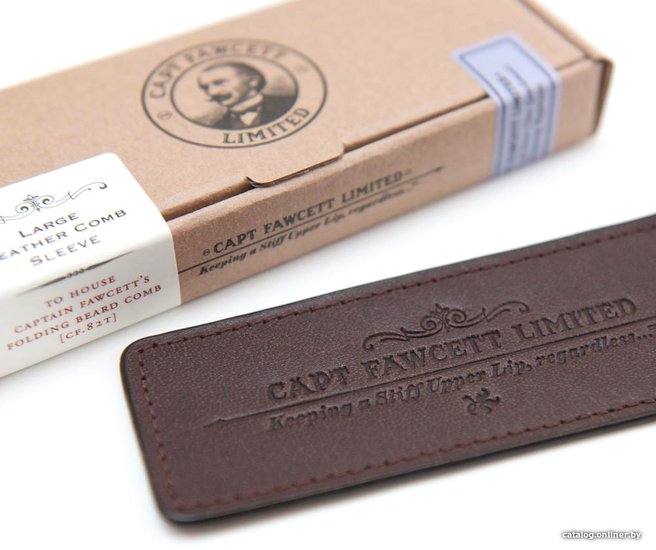 CAPT FAWCETT
LIMITED
CAPT FAWCETT LIMITED
Keeping a Stiff Upper Lip, regardless...
LARGE
LEATHER COMB
SLEEVE
TO HOUSE
CAPTAIN FAWCETT'S
FOLDING BEARD COMB
[CF.82T]
CAPT FAWCETT LIMITED
Keeping a Stiff Upper Lip, regardless...
catalog.onliner.by